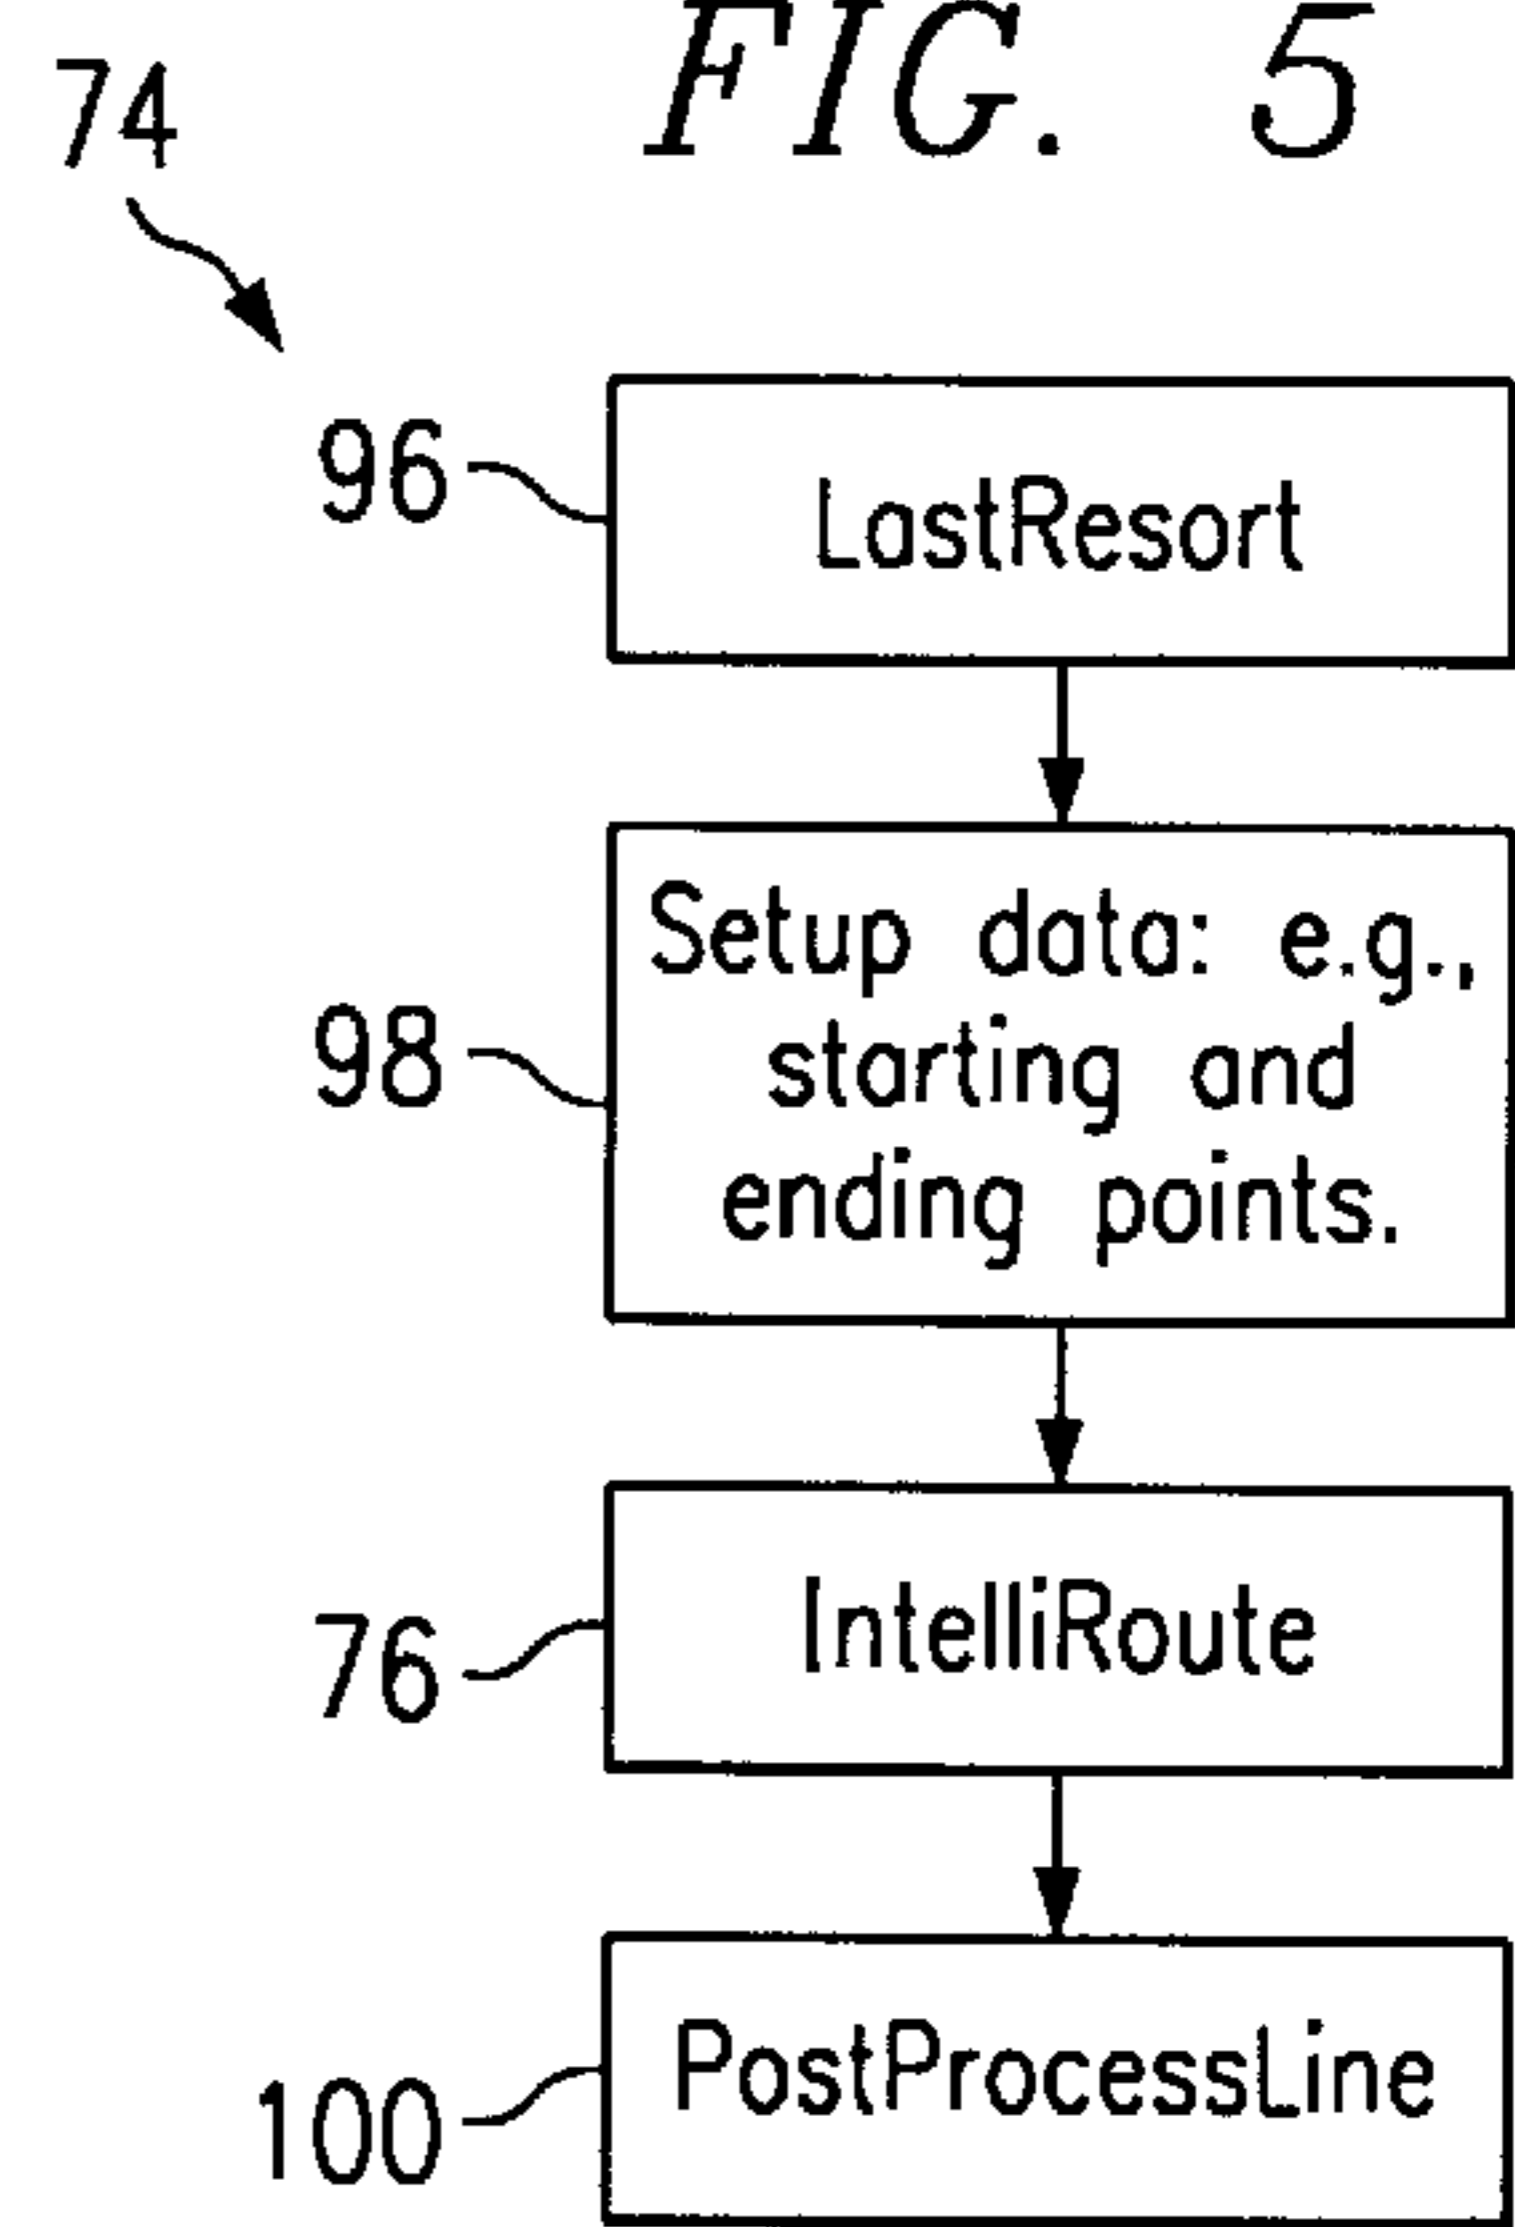 FIG. 5
74
96
LastResort
98
Setup data: e.g.,
starting and
ending points.
76
IntelliRoute
100
PostProcessLine